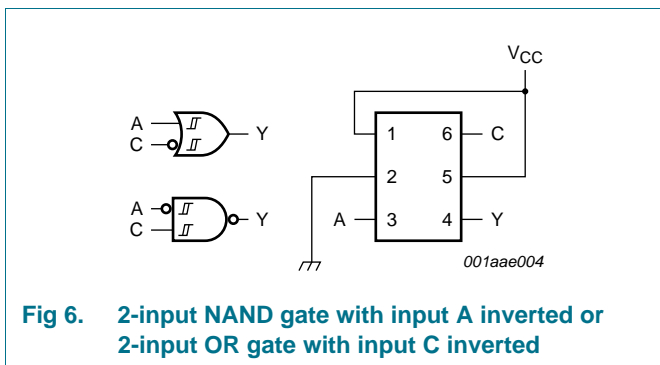 VCC
A
C
Y
A
C
Y
1
6
C
2
5
A
3
4
Y
001aae004
Fig 6. 2-input NAND gate with input A inverted or
2-input OR gate with input C inverted